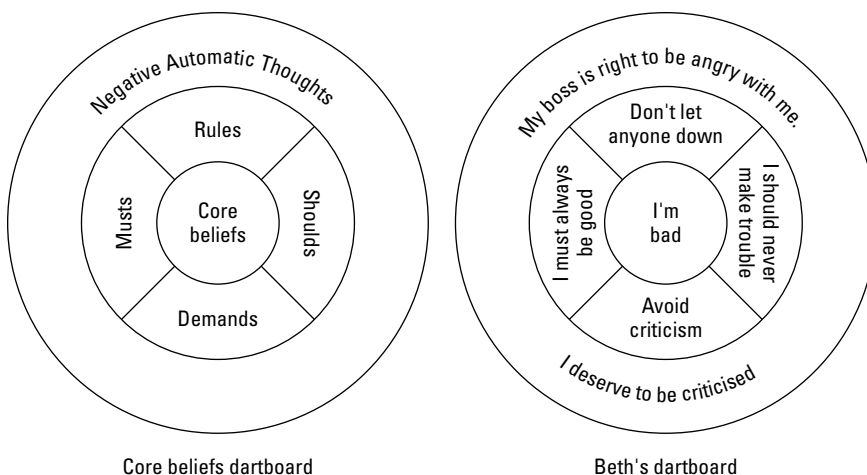 Negative Automatic Thoughts
Rules
Musts
Core
beliefs
Shoulds
Demands
Core beliefs dartboard
My boss is right to be angry with me.
Don't let
anyone down
I must always
be good
I'm
bad
I should never
make trouble
Avoid
criticism
I deserve to be criticised
Beth's dartboard